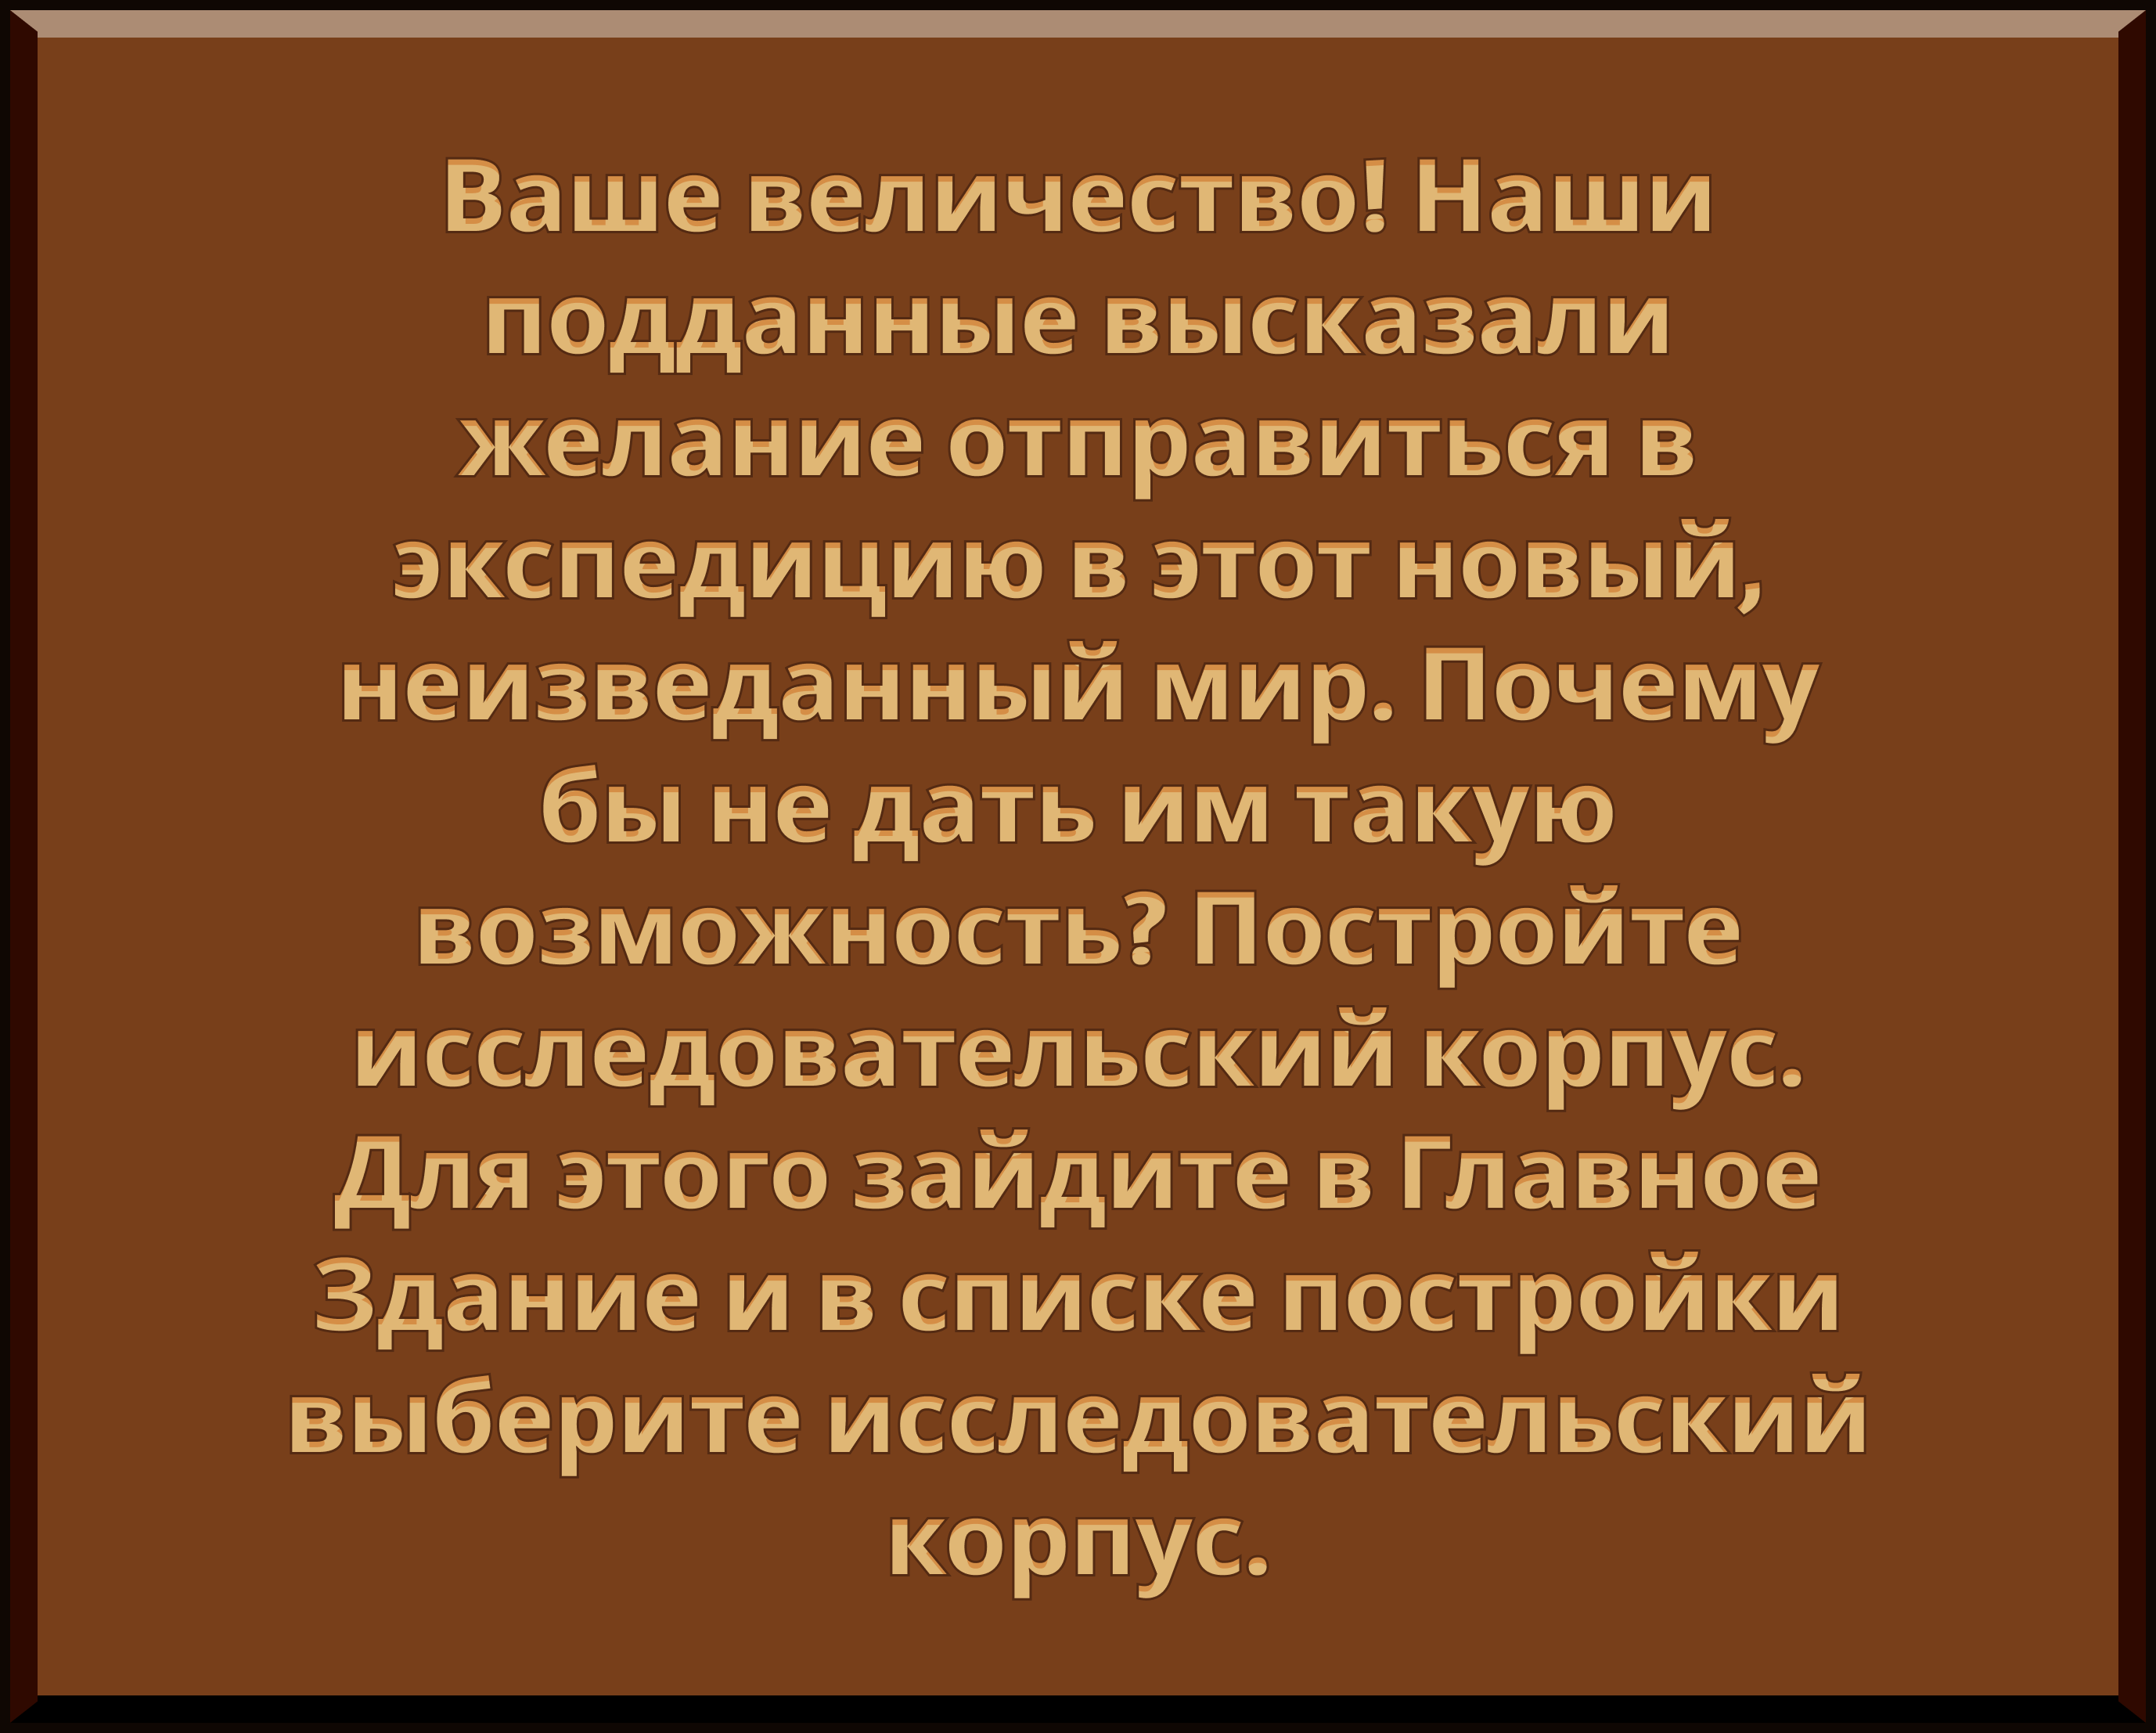 Ваше величество! Наши
подданные высказали
желание отправиться в
экспедицию в этот новый,
неизведанный мир. Почему
бы не дать им такую
возможность? Постройте
исследовательский корпус.
Для этого зайдите в Главное
Здание и в списке постройки
выберите исследовательский
корпус.